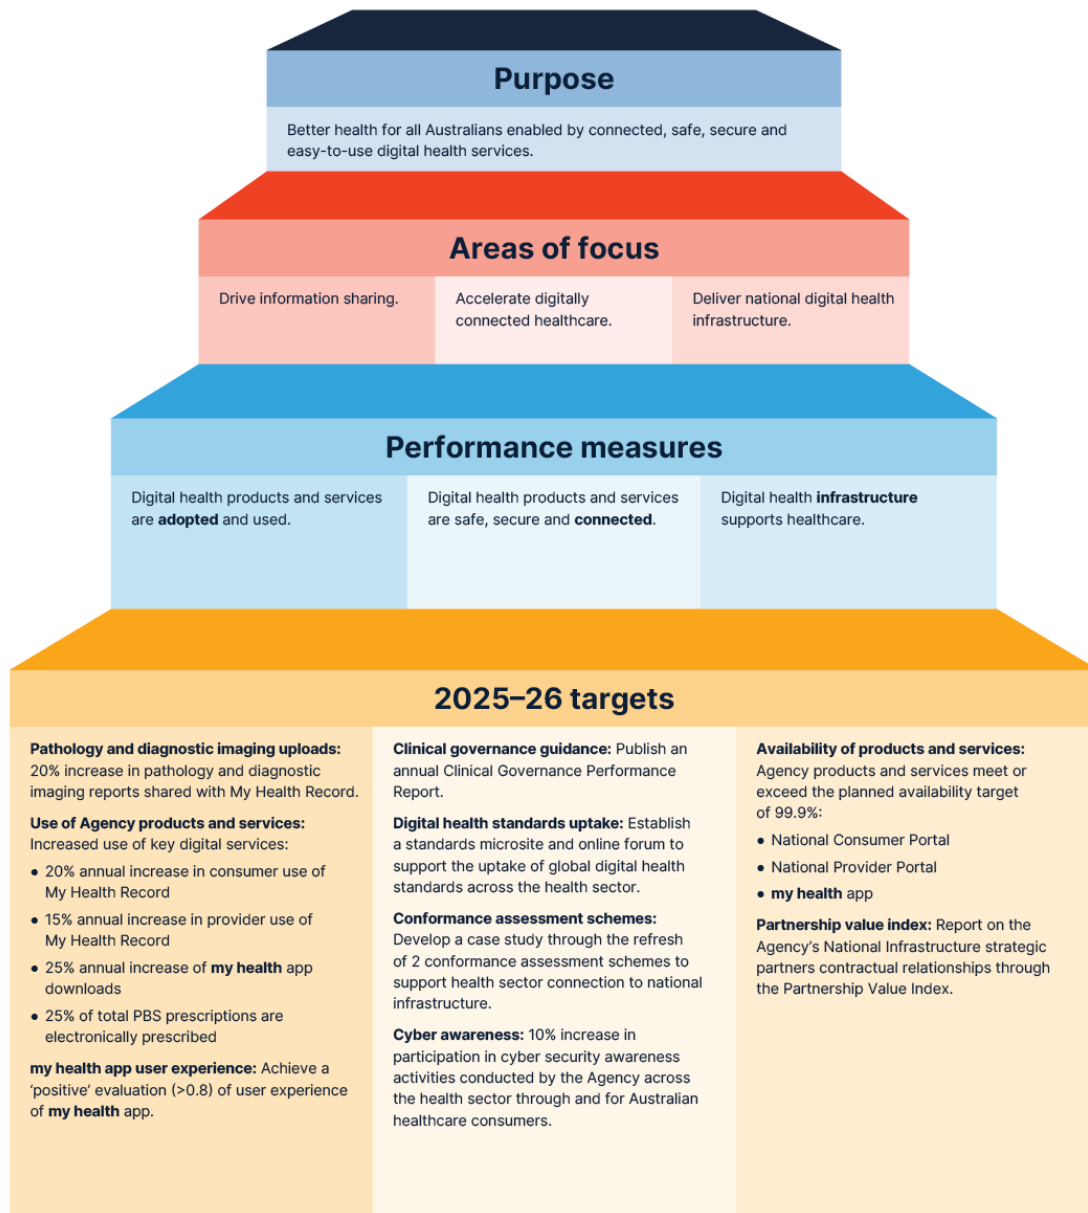 Purpose
Better health for all Australians enabled by connected, safe, secure and
easy-to-use digital health services.
Areas of focus
Drive information sharing.
Accelerate digitally
connected healthcare.
Deliver national digital health
infrastructure.
Performance measures
Digital health products and services
are adopted and used.
Digital health products and services
are safe, secure and connected.
Digital health infrastructure
supports healthcare.
2025–26 targets
Pathology and diagnostic imaging uploads:
20% increase in pathology and diagnostic
imaging reports shared with My Health Record.
Use of Agency products and services:
Increased use of key digital services:
• 20% annual increase in consumer use of
My Health Record
• 15% annual increase in provider use of
My Health Record
• 25% annual increase of my health app
downloads
• 25% of total PBS prescriptions are
electronically prescribed
my health app user experience: Achieve a
‘positive’ evaluation (>0.8) of user experience
of my health app.
Clinical governance guidance: Publish an
annual Clinical Governance Performance
Report.
Digital health standards uptake: Establish
a standards microsite and online forum to
support the uptake of global digital health
standards across the health sector.
Conformance assessment schemes:
Develop a case study through the refresh
of 2 conformance assessment schemes to
support health sector connection to national
infrastructure.
Cyber awareness: 10% increase in
participation in cyber security awareness
activities conducted by the Agency across
the health sector through and for Australian
healthcare consumers.
Availability of products and services:
Agency products and services meet or
exceed the planned availability target
of 99.9%:
• National Consumer Portal
• National Provider Portal
• my health app
Partnership value index: Report on the
Agency’s National Infrastructure strategic
partners contractual relationships through
the Partnership Value Index.